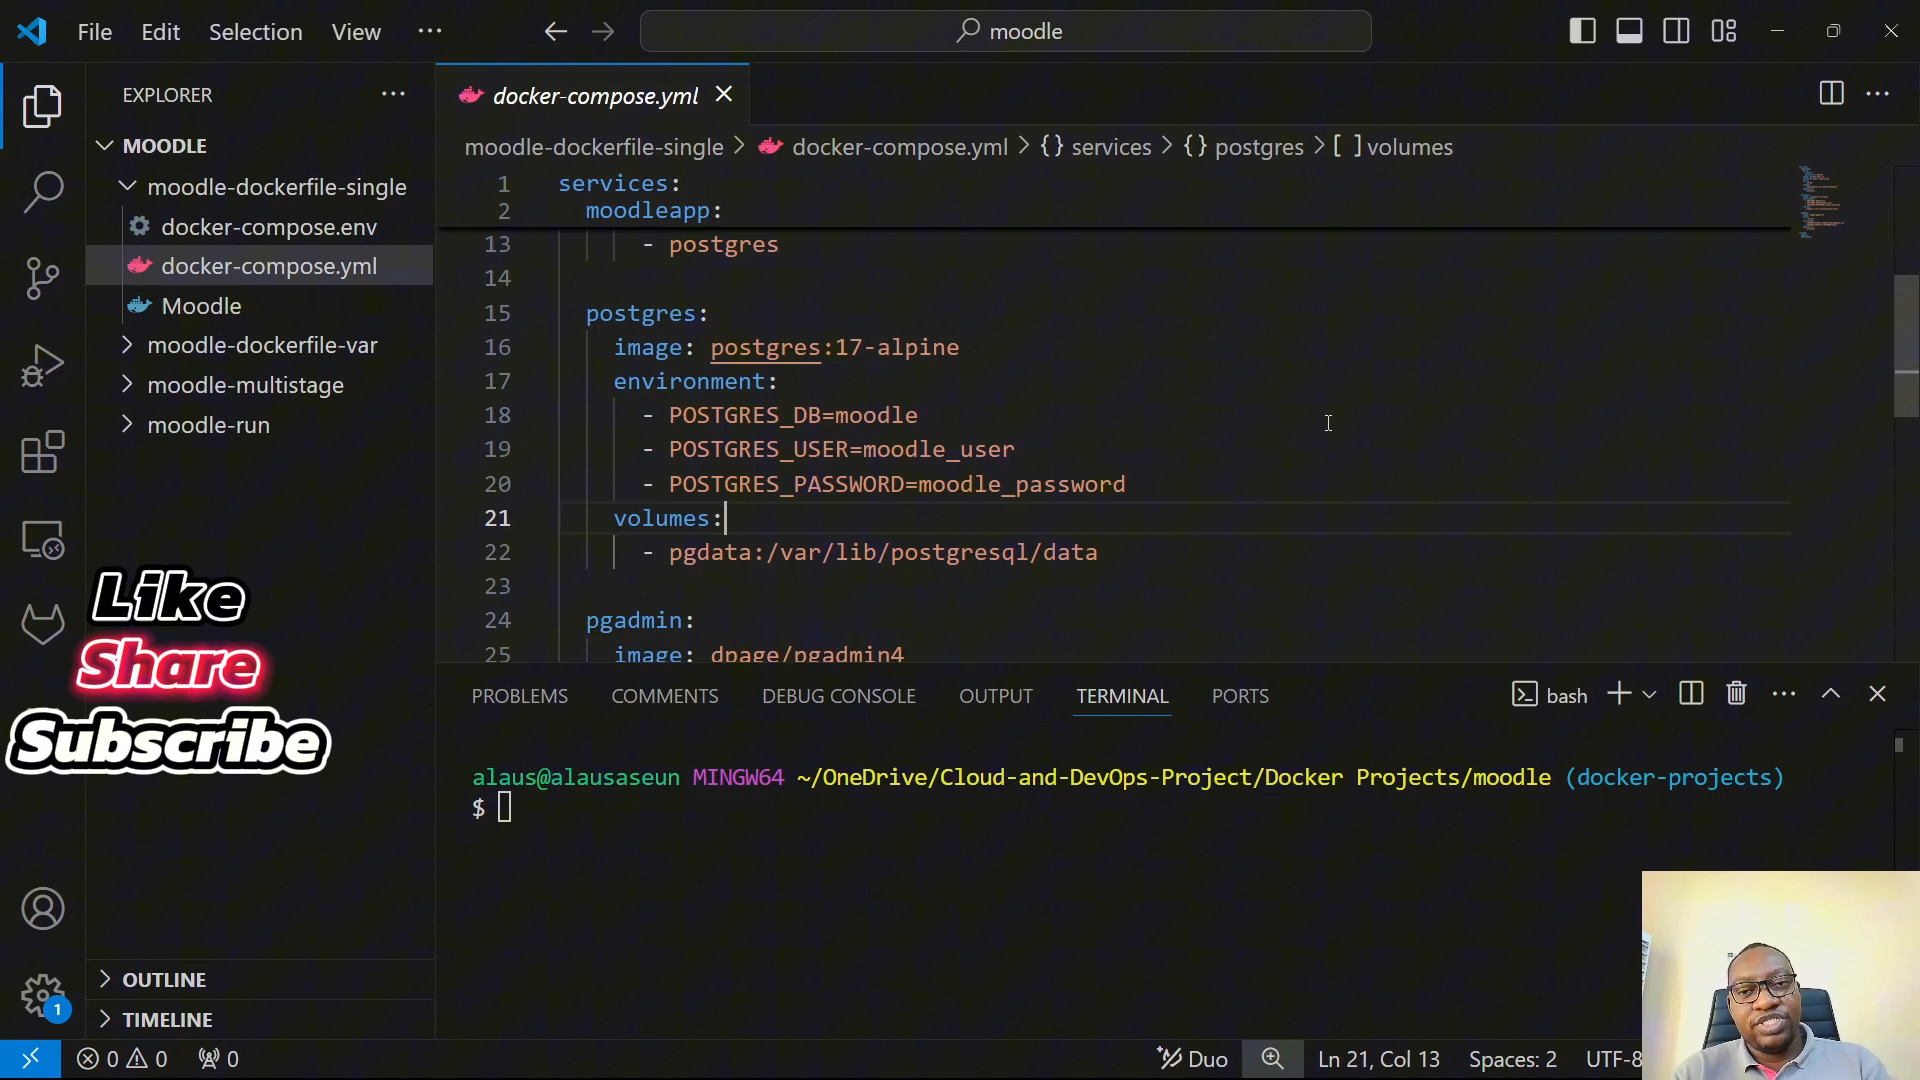 File Edit Selection View ···
moodle
EXPLORER
MOODLE
moodle-dockerfile-single
docker-compose.env
docker-compose.yml
Moodle
moodle-dockerfile-var
moodle-multistage
moodle-run
Like
Share
Subscribe
OUTLINE
TIMELINE
1
docker-compose.yml
moodle-dockerfile-single > docker-compose.yml > {} services > {} postgres > [ ] volumes
1 services:
2 moodleapp:
13 - postgres
14
15 postgres:
16 image: postgres:17-alpine
17 environment:
18 - POSTGRES_DB=moodle
19 - POSTGRES_USER=moodle_user
20 - POSTGRES_PASSWORD=moodle_password
21 volumes:
22 - pgdata:/var/lib/postgresql/data
23
24 pgadmin:
25 image: dpage/pgadmin4
PROBLEMS COMMENTS DEBUG CONSOLE OUTPUT TERMINAL PORTS
bash
alaus@alausaseun MINGW64 ~/OneDrive/Cloud-and-DevOps-Project/Docker Projects/moodle (docker-projects)
$
0 0 0 Duo Ln 21, Col 13 Spaces: 2 UTF-8